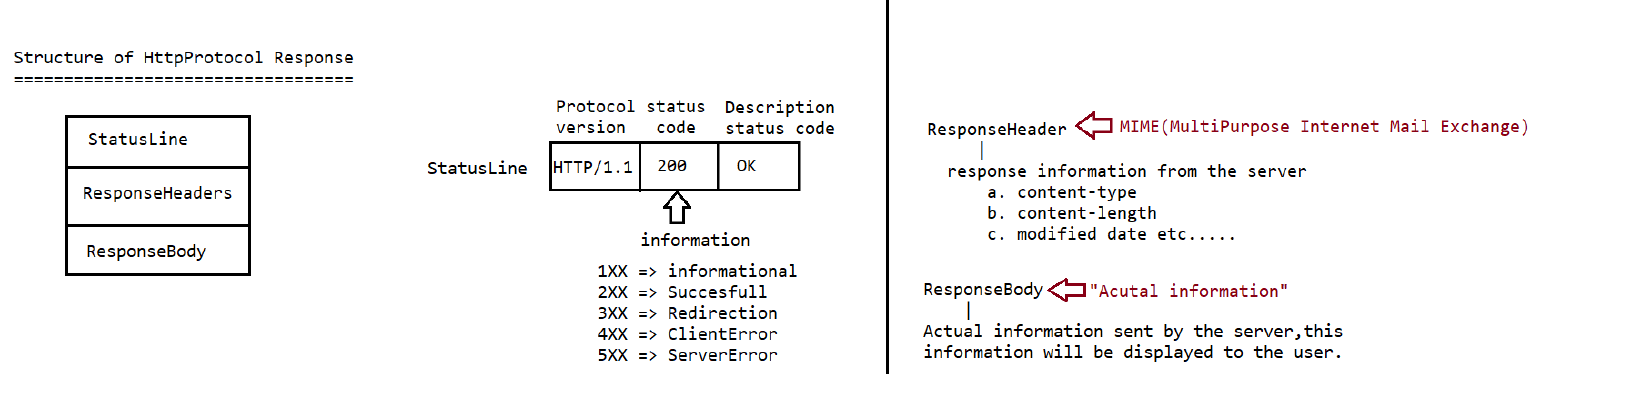 Structure of HttpProtocol Response
==================================
StatusLine
ResponseHeaders
ResponseBody
Protocol status Description
version code status code
StatusLine HTTP/1.1 200 OK
information
1XX => informational
2XX => Succesfull
3XX => Redirection
4XX => ClientError
5XX => ServerError
ResponseHeader MIME(MultiPurpose Internet Mail Exchange)
response information from the server
a. content-type
b. content-length
c. modified date etc.....
ResponseBody "Acutal information"
Actual information sent by the server,this
information will be displayed to the user.